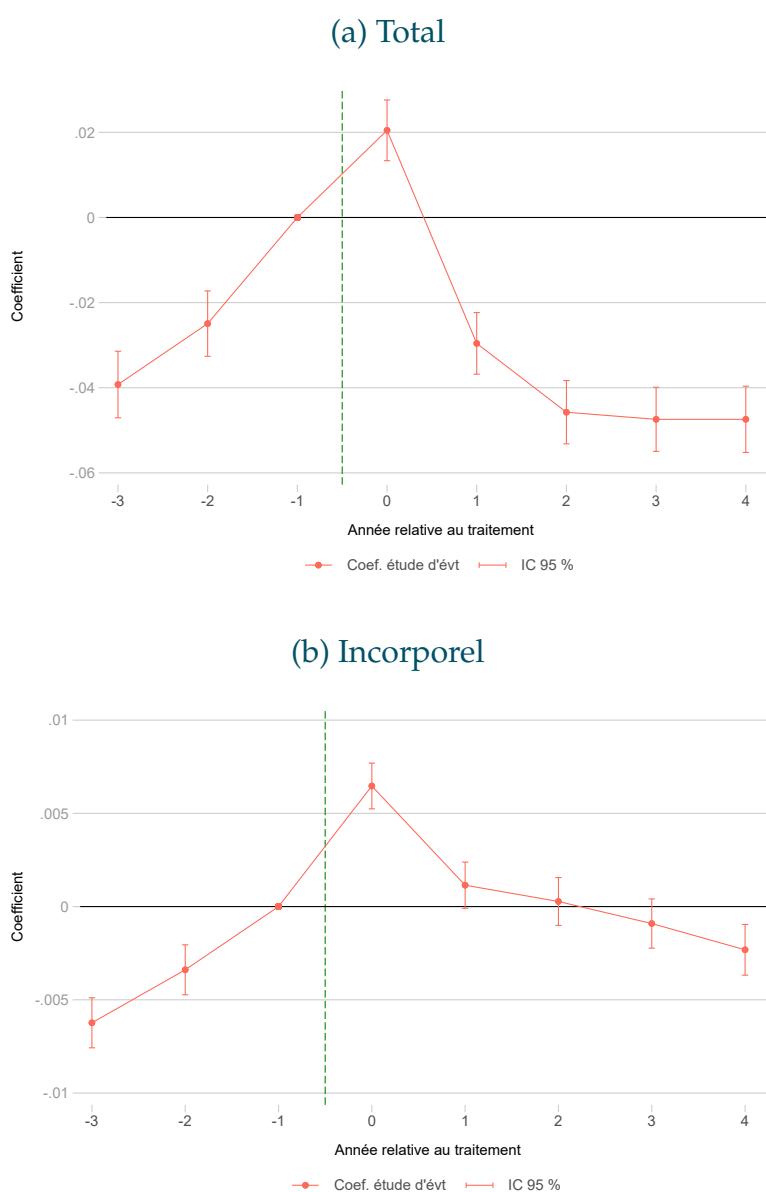 (a) Total
.02
0
-.02
-.04
-.06
Coefficient
-3 -2 -1 0 1 2 3 4
Année relative au traitement
Coef. étude d'évt IC 95 %
(b) Incorporel
.01
.005
0
-.005
-.01
Coefficient
-3 -2 -1 0 1 2 3 4
Année relative au traitement
Coef. étude d'évt IC 95 %